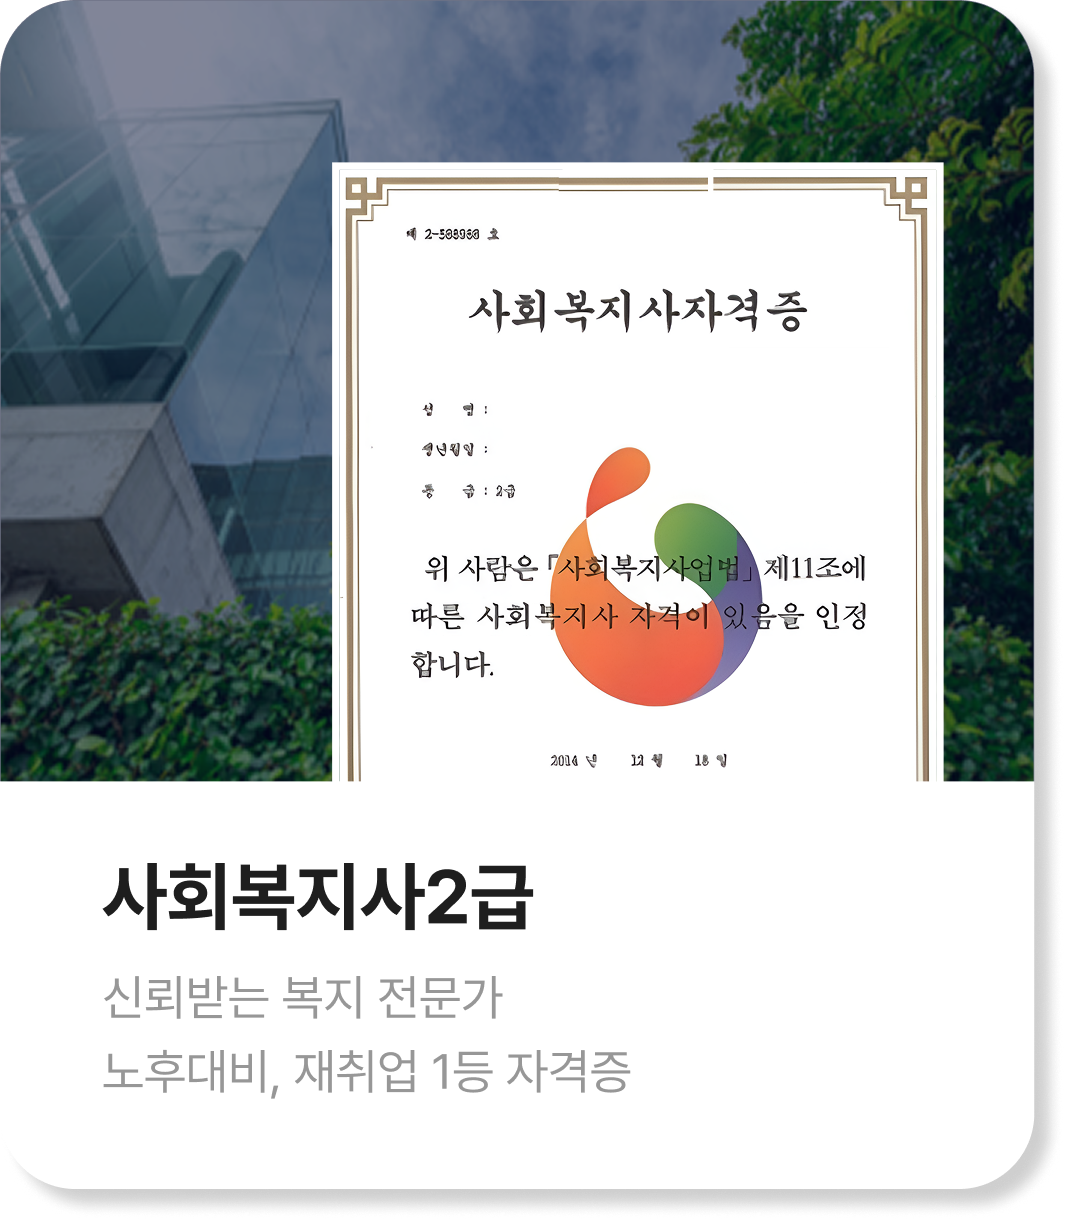 제 2-508960 호
사회복지사자격증
성 명 :
생년월일 :
등 급 : 2급
위 사람은 「사회복지사업법」 제11조에
따른 사회복지사 자격이 있음을 인정
합니다.
2014 년 12 월 18 일
사회복지사2급
신뢰받는 복지 전문가
노후대비, 재취업 1등 자격증